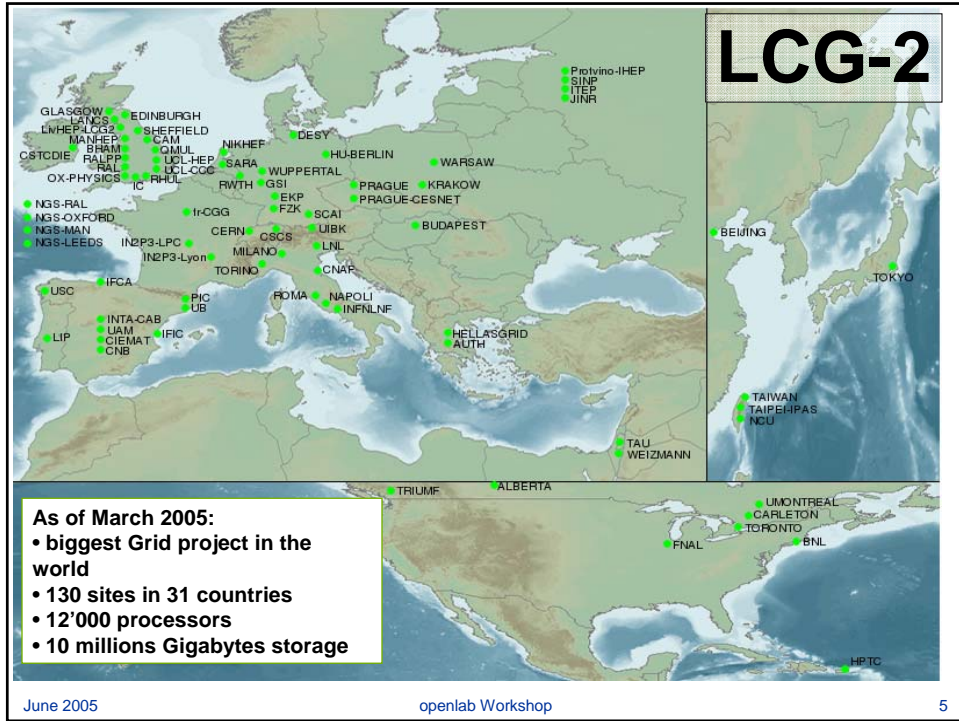 LCG-2
Protvino-IHEP
SINP
ITEP
JINR
GLASGOW
EDINBURGH
LANCS
LivHEP-LCG2
SHEFFIELD
MANHEP
CAM
CSTCDIE
BRAM
QMUL
RALPP
UCL-HEP
RAL
UCL-CCC
OX-PHYSICS
IC
RHUL
NIKHEF
SARA
RWTH
DESY
HU-BERLIN
WUPPERTAL
GSI
EKP
FZK
WARSAW
PRAGUE
KRAKOW
PRAGUE-CESNET
NGS-RAL
NGS-OXFORD
NGS-MAN
NGS-LEEDS
fr-CGG
SCAI
UIBK
CERN
CSCS
BUDAPEST
IN2P3-LPC
IN2P3-Lyon
MILANO
LNL
TORINO
CNAF
IFCA
USC
PIC
UB
ROMA
NAPOLI
INFNLNF
INTA-CAB
UAM
CIEMAT
CNB
LIP
IFIC
HELLASGRID
AUTH
TAU
WEIZMANN
BEIJING
TOKYO
TAIWAN
TAIPEI-IPAS
NCU
TRIUMF
ALBERTA
UMONTREAL
CARLETON
TORONTO
FNAL
BNL
HPTC
As of March 2005:
• biggest Grid project in the
world
• 130 sites in 31 countries
• 12’000 processors
• 10 millions Gigabytes storage
June 2005
openlab Workshop
5